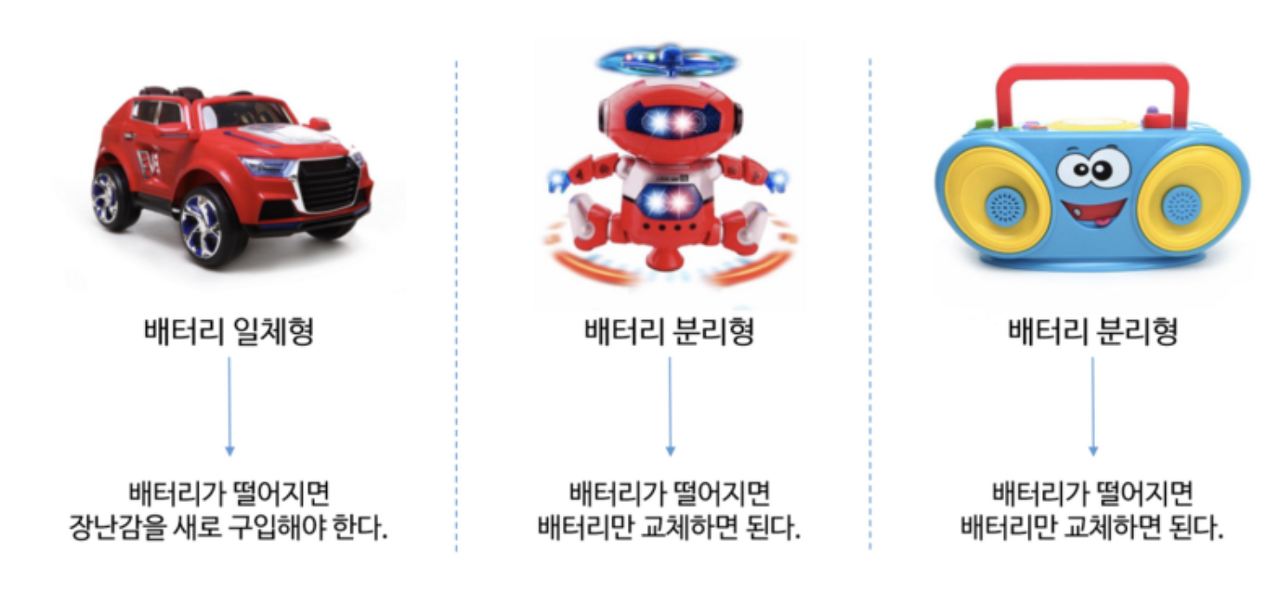 배터리 일체형
배터리가 떨어지면
장난감을 새로 구입해야 한다.
배터리 분리형
배터리가 떨어지면
배터리만 교체하면 된다.
배터리 분리형
배터리가 떨어지면
배터리만 교체하면 된다.